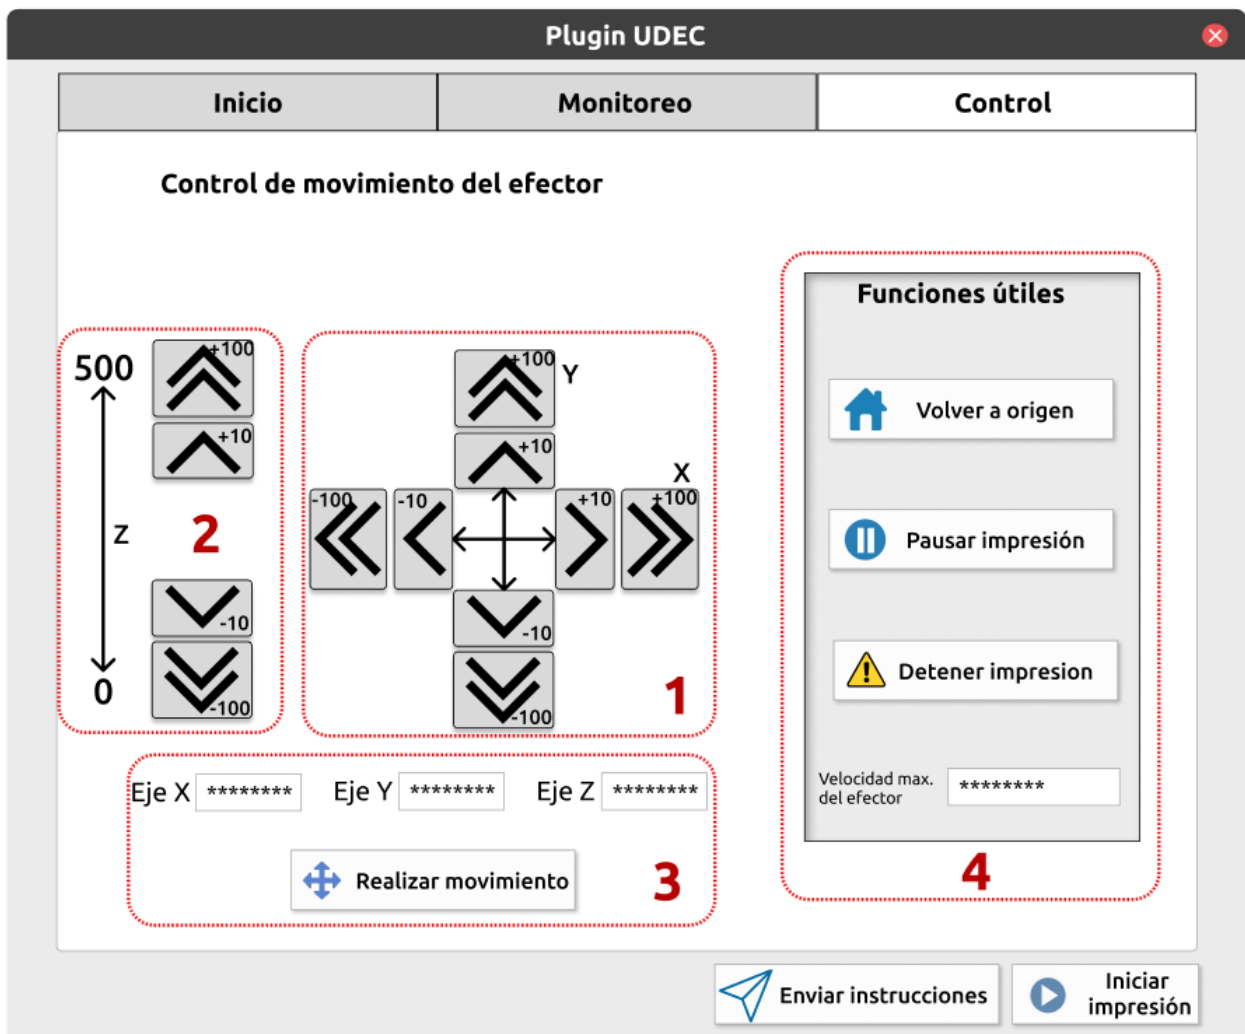 Plugin UDEC
Inicio
Monitoreo
Control
Control de movimiento del efector
500
+100
+10
Z
2
-10
-100
0
+100
Y
+10
X
-100
-10
+10
+100
-10
-100
1
Eje X ********
Eje Y ********
Eje Z ********
Realizar movimiento
3
Funciones útiles
Volver a origen
Pausar impresión
Detener impresion
Velocidad max.
del efector
********
4
Enviar instrucciones
Iniciar
impresión